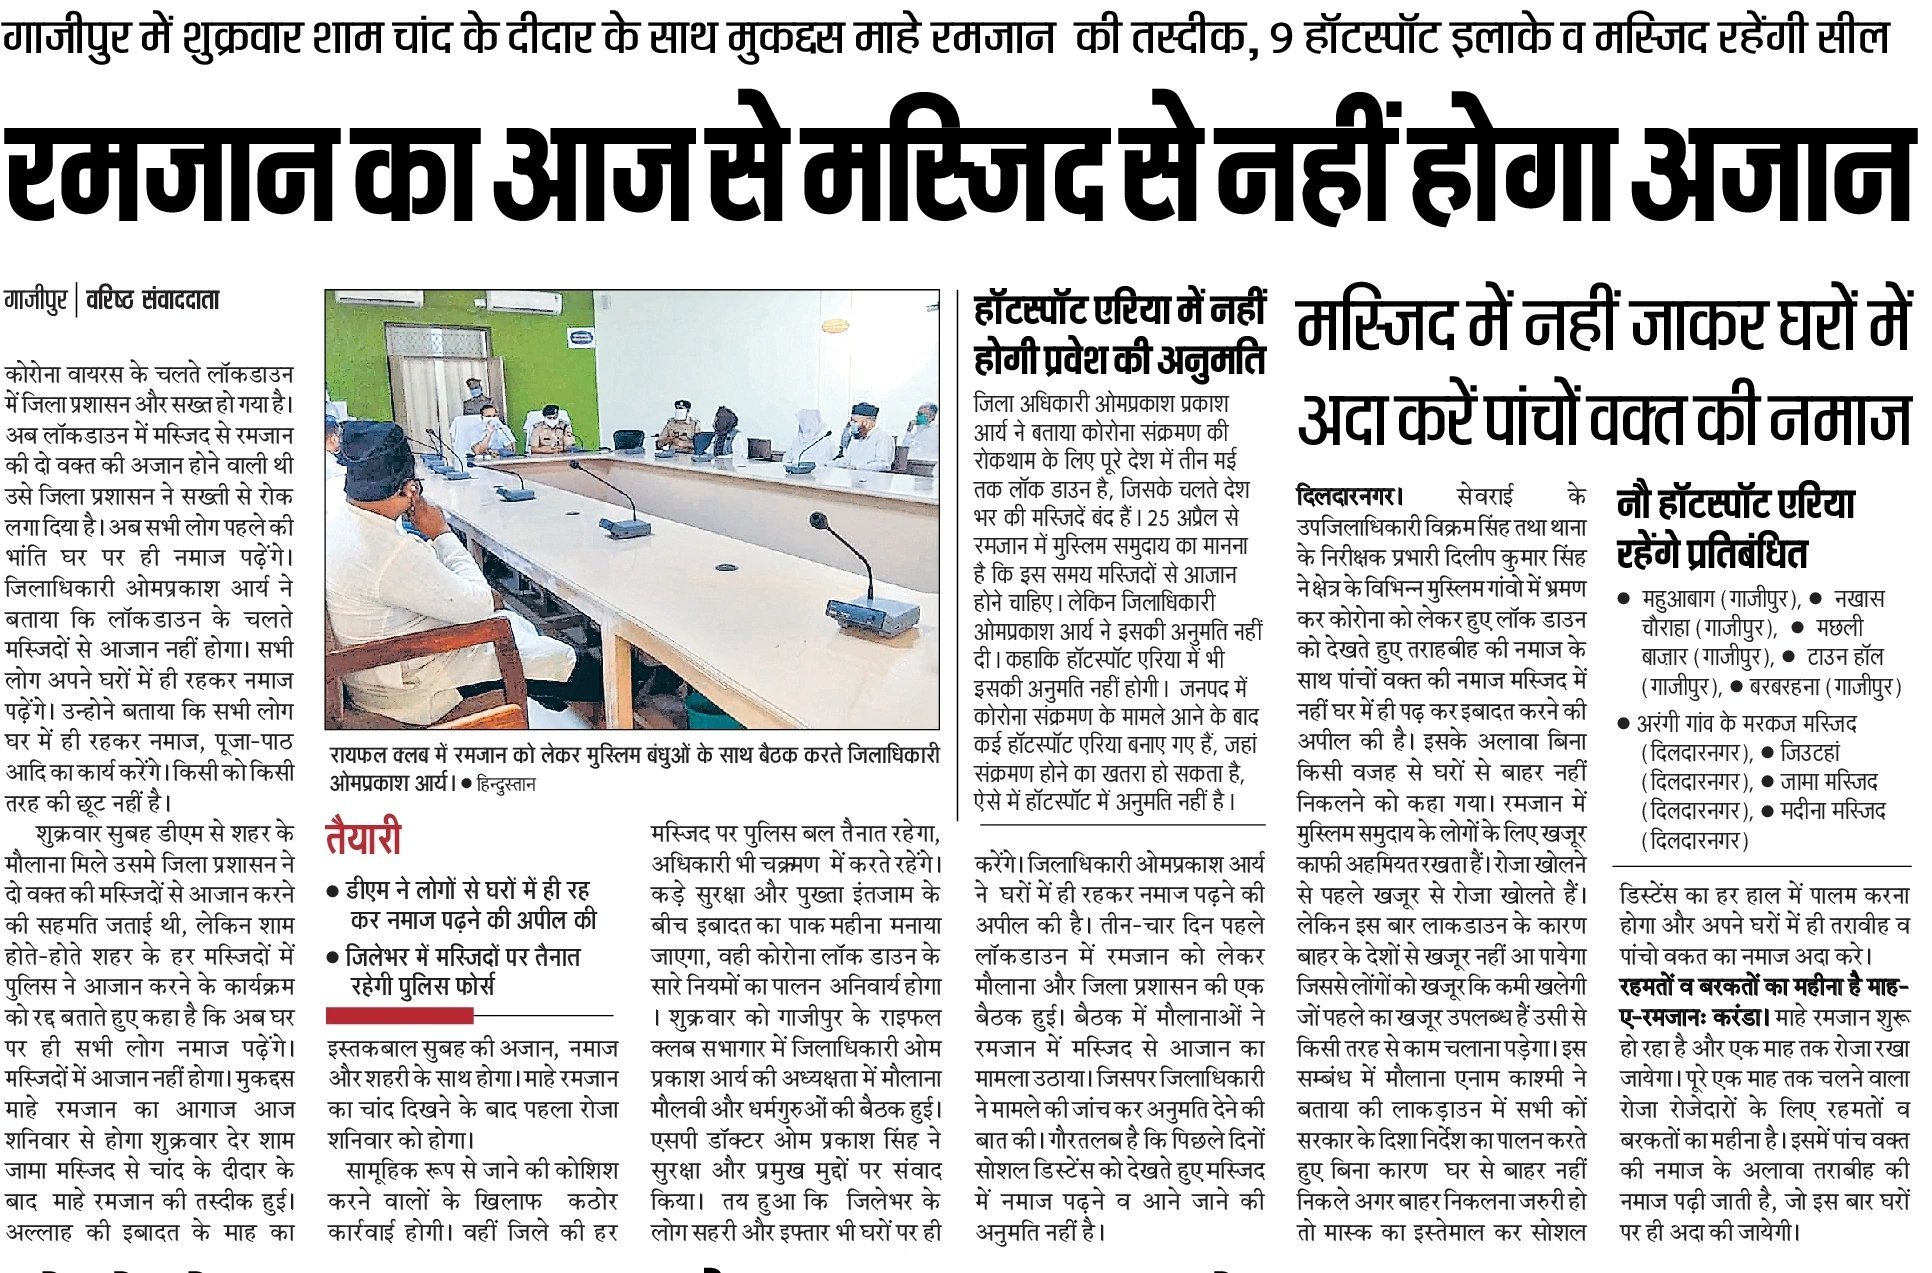 गाजीपुर में शुक्रवार शाम चांद के दीदार के साथ मुकद्दस माहे रमजान की तस्दीक, 9 हॉटस्पॉट इलाके व मस्जिद रहेंगी सील
रमजान का आज से मस्जिद से नहीं होगा अजान
गाजीपुर | वरिष्ठ संवाददाता
कोरोना वायरस के चलते लॉकडाउन
में जिला प्रशासन और सख्त हो गया है।
अब लॉकडाउन में मस्जिद से रमजान
की दो वक्त की अजान होने वाली थी
उसे जिला प्रशासन ने सख्ती से रोक
लगा दिया है। अब सभी लोग पहले की
भांति घर पर ही नमाज पढ़ेंगे।
जिलाधिकारी ओमप्रकाश आर्य ने
बताया कि लॉकडाउन के चलते
मस्जिदों से आजान नहीं होगा। सभी
लोग अपने घरों में ही रहकर नमाज
पढ़ेंगे। उन्होने बताया कि सभी लोग
घर में ही रहकर नमाज, पूजा-पाठ
आदि का कार्य करेंगे। किसी को किसी
तरह की छूट नहीं है।
शुक्रवार सुबह डीएम से शहर के
मौलाना मिले उसमे जिला प्रशासन ने
दो वक्त की मस्जिदों से आजान करने
की सहमति जताई थी, लेकिन शाम
होते-होते शहर के हर मस्जिदों में
पुलिस ने आजान करने के कार्यक्रम
को रद्द बताते हुए कहा है कि अब घर
पर ही सभी लोग नमाज पढ़ेंगे।
मस्जिदों में आजान नहीं होगा। मुकद्दस
माहे रमजान का आगाज आज
शनिवार से होगा शुक्रवार देर शाम
जामा मस्जिद से चांद के दीदार के
बाद माहे रमजान की तस्दीक हुई।
अल्लाह की इबादत के माह का
रायफल क्लब में रमजान को लेकर मुस्लिम बंधुओं के साथ बैठक करते जिलाधिकारी
ओमप्रकाश आर्य। ● हिन्दुस्तान
तैयारी
● डीएम ने लोगों से घरों में ही रह
कर नमाज पढ़ने की अपील की
● जिलेभर में मस्जिदों पर तैनात
रहेगी पुलिस फोर्स
इस्तकबाल सुबह की अजान, नमाज
और शहरी के साथ होगा। माहे रमजान
का चांद दिखने के बाद पहला रोजा
शनिवार को होगा।
सामूहिक रूप से जाने की कोशिश
करने वालों के खिलाफ कठोर
कार्रवाई होगी। वहीं जिले की हर
मस्जिद पर पुलिस बल तैनात रहेगा,
अधिकारी भी चक्रमण में करते रहेंगे।
कड़े सुरक्षा और पुख्ता इंतजाम के
बीच इबादत का पाक महीना मनाया
जाएगा, वही कोरोना लॉक डाउन के
सारे नियमों का पालन अनिवार्य होगा
। शुक्रवार को गाजीपुर के राइफल
क्लब सभागार में जिलाधिकारी ओम
प्रकाश आर्य की अध्यक्षता में मौलाना
मौलवी और धर्मगुरुओं की बैठक हुई।
एसपी डॉक्टर ओम प्रकाश सिंह ने
सुरक्षा और प्रमुख मुद्दों पर संवाद
किया। तय हुआ कि जिलेभर के
लोग सहरी और इफ्तार भी घरों पर ही
हॉटस्पॉट एरिया में नहीं
होगी प्रवेश की अनुमति
जिला अधिकारी ओमप्रकाश प्रकाश
आर्य ने बताया कोरोना संक्रमण की
रोकथाम के लिए पूरे देश में तीन मई
तक लॉक डाउन है, जिसके चलते देश
भर की मस्जिदें बंद हैं। 25 अप्रैल से
रमजान में मुस्लिम समुदाय का मानना
है कि इस समय मस्जिदों से आजान
होने चाहिए। लेकिन जिलाधिकारी
ओमप्रकाश आर्य ने इसकी अनुमति नहीं
दी। कहाकि हॉटस्पॉट एरिया में भी
इसकी अनुमति नहीं होगी। जनपद में
कोरोना संक्रमण के मामले आने के बाद
कई हॉटस्पॉट एरिया बनाए गए हैं, जहां
संक्रमण होने का खतरा हो सकता है,
ऐसे में हॉटस्पॉट में अनुमति नहीं है।
करेंगे। जिलाधिकारी ओमप्रकाश आर्य
ने घरों में ही रहकर नमाज पढ़ने की
अपील की है। तीन-चार दिन पहले
लॉकडाउन में रमजान को लेकर
मौलाना और जिला प्रशासन की एक
बैठक हुई। बैठक में मौलानाओं ने
रमजान में मस्जिद से आजान का
मामला उठाया। जिसपर जिलाधिकारी
ने मामले की जांच कर अनुमति देने की
बात की। गौरतलब है कि पिछले दिनों
सोशल डिस्टेंस को देखते हुए मस्जिद
में नमाज पढ़ने व आने जाने की
अनुमति नहीं है।
मस्जिद में नहीं जाकर घरों में
अदा करें पांचों वक्त की नमाज
दिलदारनगर। सेवराई के
उपजिलाधिकारी विक्रम सिंह तथा थाना
के निरीक्षक प्रभारी दिलीप कुमार सिंह
ने क्षेत्र के विभिन्न मुस्लिम गांवो में भ्रमण
कर कोरोना को लेकर हुए लॉक डाउन
को देखते हुए तराहबीह की नमाज के
साथ पांचों वक्त की नमाज मस्जिद में
नहीं घर में ही पढ़ कर इबादत करने की
अपील की है। इसके अलावा बिना
किसी वजह से घरों से बाहर नहीं
निकलने को कहा गया। रमजान में
मुस्लिम समुदाय के लोगों के लिए खजूर
काफी अहमियत रखता हैं। रोजा खोलने
से पहले खजूर से रोजा खोलते हैं।
लेकिन इस बार लाकडाउन के कारण
बाहर के देशों से खजूर नहीं आ पायेगा
जिससे लोंगों को खजूर कि कमी खलेगी
जों पहले का खजूर उपलब्ध हैं उसी से
किसी तरह से काम चलाना पड़ेगा। इस
सम्बंध में मौलाना एनाम काश्मी ने
बताया की लाकड़ाउन में सभी कों
सरकार के दिशा निर्देश का पालन करते
हुए बिना कारण घर से बाहर नहीं
निकले अगर बाहर निकलना जरुरी हो
तो मास्क का इस्तेमाल कर सोशल
नौ हॉटस्पॉट एरिया
रहेंगे प्रतिबंधित
● महुआबाग (गाजीपुर), ● नखास
चौराहा (गाजीपुर), ● मछली
बाजार (गाजीपुर), ● टाउन हॉल
(गाजीपुर), ● बरबरहना (गाजीपुर)
● अरंगी गांव के मरकज मस्जिद
(दिलदारनगर), ● जिउटहां
(दिलदारनगर), ● जामा मस्जिद
(दिलदारनगर), ● मदीना मस्जिद
(दिलदारनगर)
डिस्टेंस का हर हाल में पालम करना
होगा और अपने घरों में ही तरावीह व
पांचो वकत का नमाज अदा करे।
रहमतों व बरकतों का महीना है माह-
ए-रमजानः करंडा। माहे रमजान शुरू
हो रहा है और एक माह तक रोजा रखा
जायेगा। पूरे एक माह तक चलने वाला
रोजा रोजेदारों के लिए रहमतों व
बरकतों का महीना है। इसमें पांच वक्त
की नमाज के अलावा तराबीह की
नमाज पढ़ी जाती है, जो इस बार घरों
पर ही अदा की जायेगी।